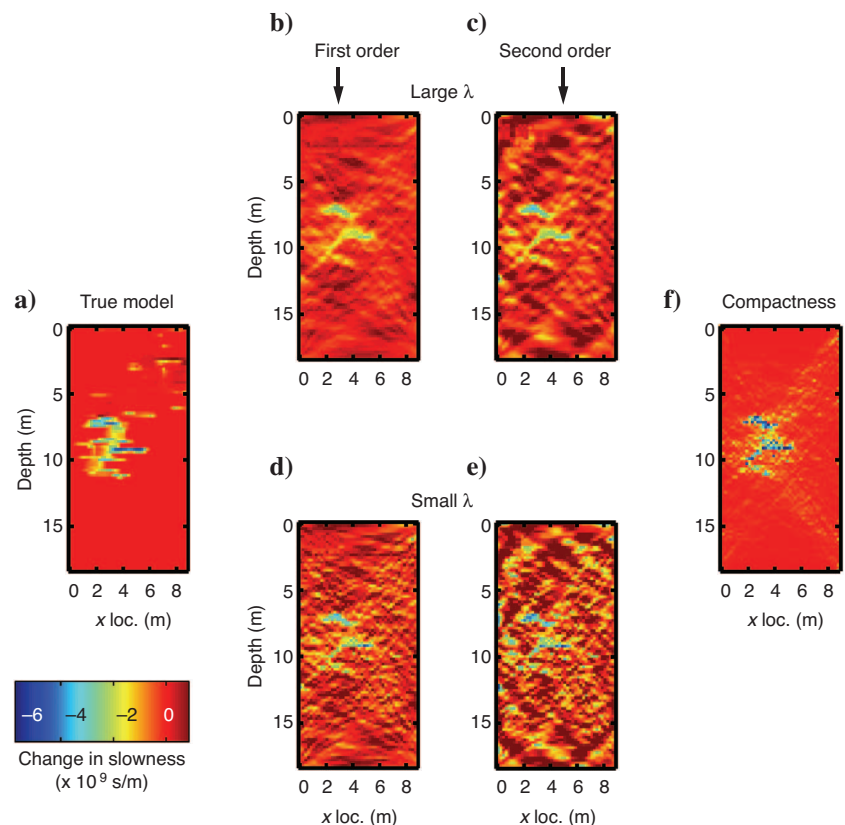 b)
First order
c)
Second order
Large λ
0
5
10
15
Depth (m)
0 2 4 6 8
0 2 4 6 8
a)
True model
0
5
10
15
Depth (m)
0 2 4 6 8
x loc. (m)
f)
Compactness
0
5
10
15
0 2 4 6 8
x loc. (m)
d)
e)
Small λ
0
5
10
15
Depth (m)
0 2 4 6 8
x loc. (m)
0 2 4 6 8
x loc. (m)
–6 –4 –2 0
Change in slowness
(x 10 9 s/m)